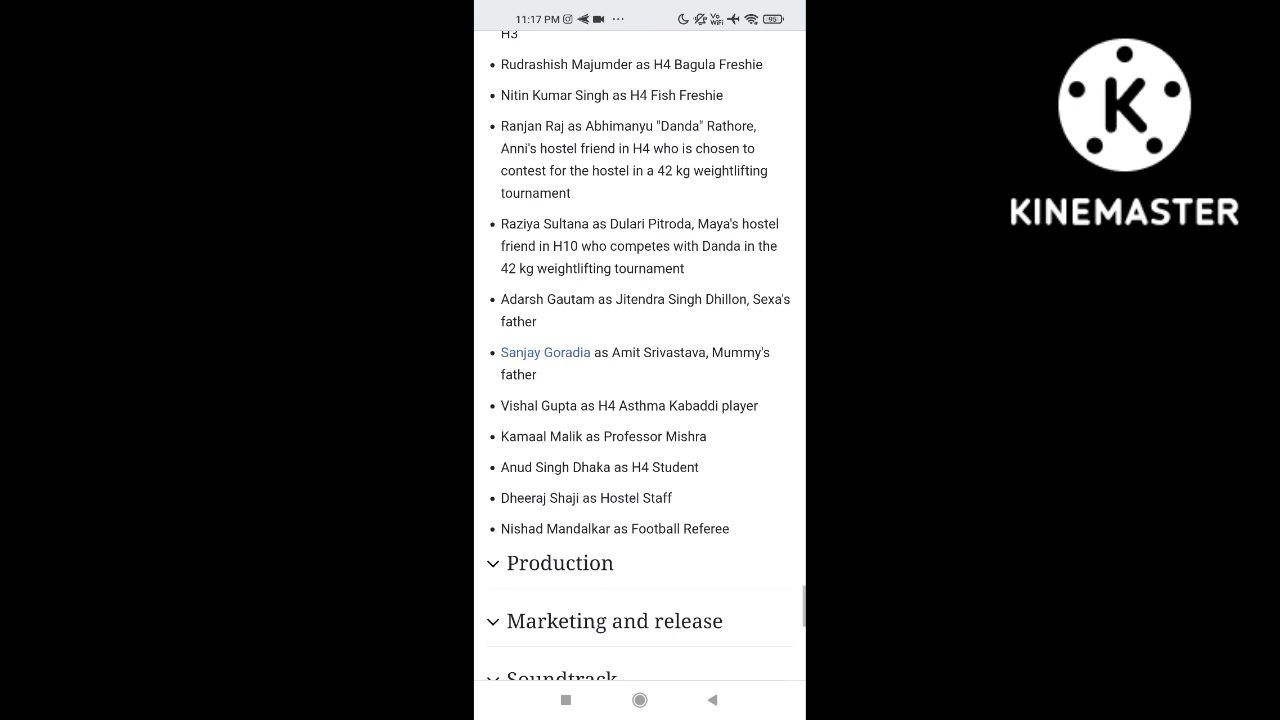 11:17 PM
Vo
WiFi
95
H3
Rudrashish Majumder as H4 Bagula Freshie
Nitin Kumar Singh as H4 Fish Freshie
Ranjan Raj as Abhimanyu "Danda" Rathore,
Anni's hostel friend in H4 who is chosen to
contest for the hostel in a 42 kg weightlifting
tournament
Raziya Sultana as Dulari Pitroda, Maya's hostel
friend in H10 who competes with Danda in the
42 kg weightlifting tournament
Adarsh Gautam as Jitendra Singh Dhillon, Sexa's
father
Sanjay Goradia as Amit Srivastava, Mummy's
father
Vishal Gupta as H4 Asthma Kabaddi player
Kamaal Malik as Professor Mishra
Anud Singh Dhaka as H4 Student
Dheeraj Shaji as Hostel Staff
Nishad Mandalkar as Football Referee
Production
Marketing and release
Soundtrack
K
KINEMASTER